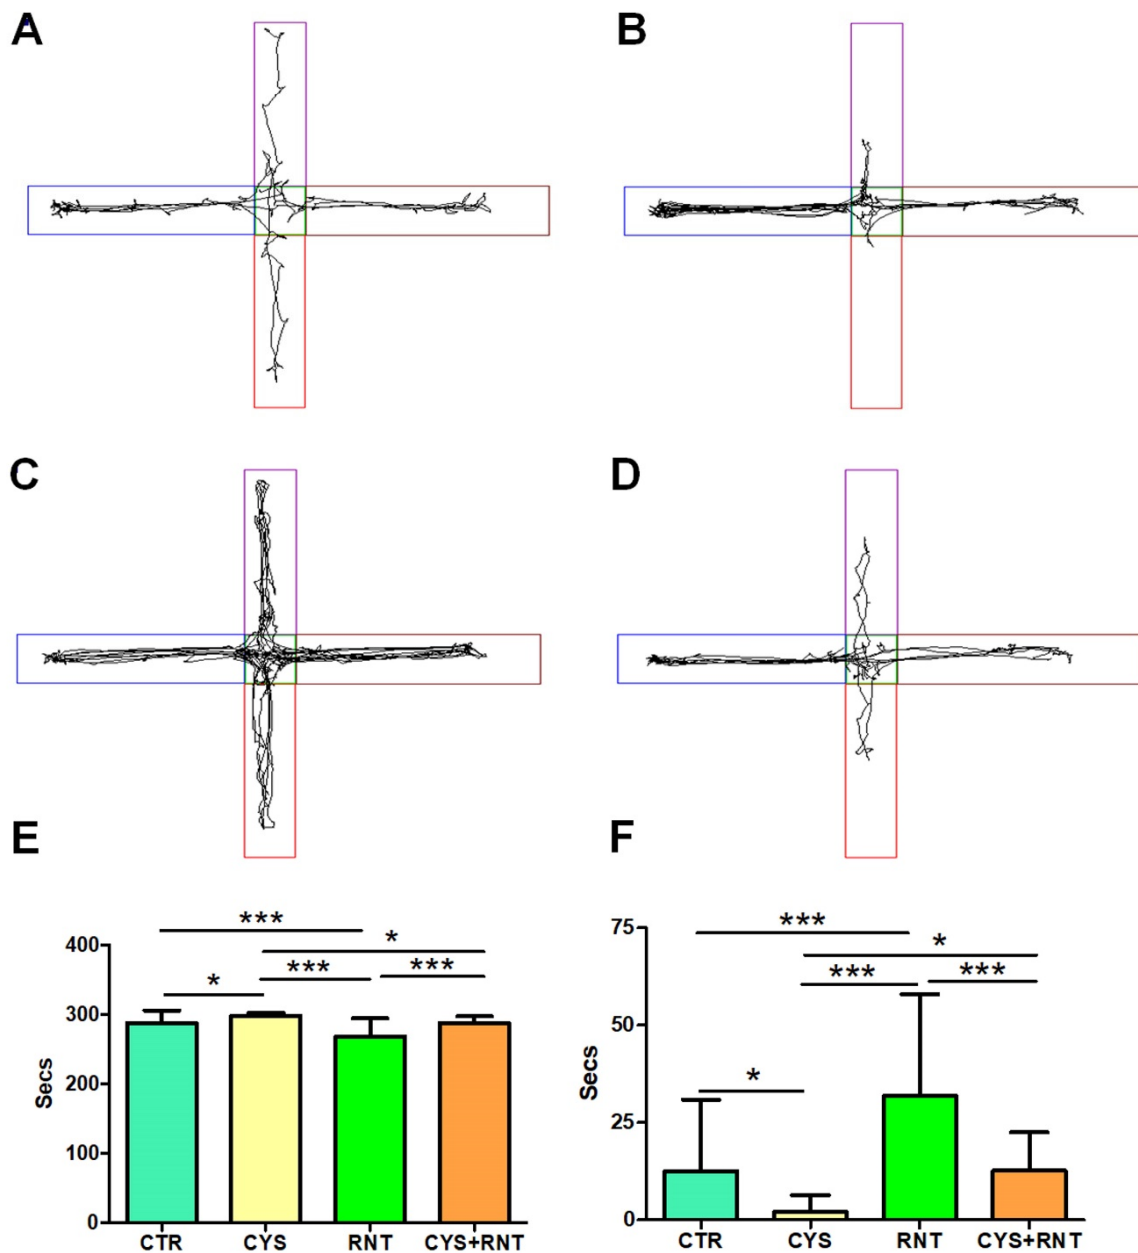 A
B
C
D
E
F
***
*
***
***
*
400
300
200
100
0
Secs
CTR
CYS
RNT
CYS+RNT
***
*
***
***
*
75
50
25
0
Secs
CTR
CYS
RNT
CYS+RNT